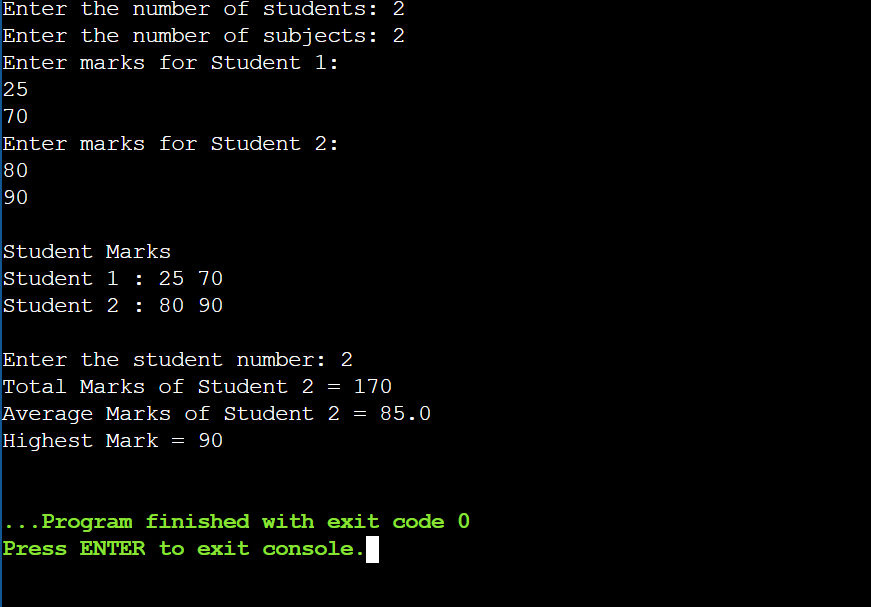 Enter the number of students: 2
Enter the number of subjects: 2
Enter marks for Student 1:
25
70
Enter marks for Student 2:
80
90
Student Marks
Student 1 : 25 70
Student 2 : 80 90
Enter the student number: 2
Total Marks of Student 2 = 170
Average Marks of Student 2 = 85.0
Highest Mark = 90
...Program finished with exit code 0
Press ENTER to exit console.